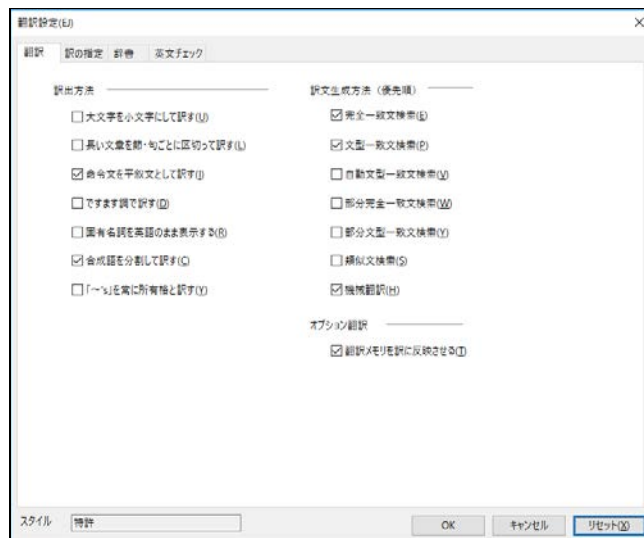 翻訳設定(EJ)
翻訳 訳の指定 辞書 英文チェック
訳出方法
大文字を小文字にして訳す(U)
長い文章を節・句ごとに区切って訳す(L)
命令文を平叙文として訳す(I)
ですます調で訳す(D)
固有名詞を英語のまま表示する(R)
合成語を分割して訳す(C)
「～'s」を常に所有格と訳す(Y)
訳文生成方法（優先順）
完全一致文検索(E)
文型一致文検索(P)
自動文型一致文検索(V)
部分完全一致文検索(W)
部分文型一致文検索(Y)
類似文検索(S)
機械翻訳(H)
オプション翻訳
翻訳メモリを訳に反映させる(T)
スタイル 特許
OK キャンセル リセット(X)